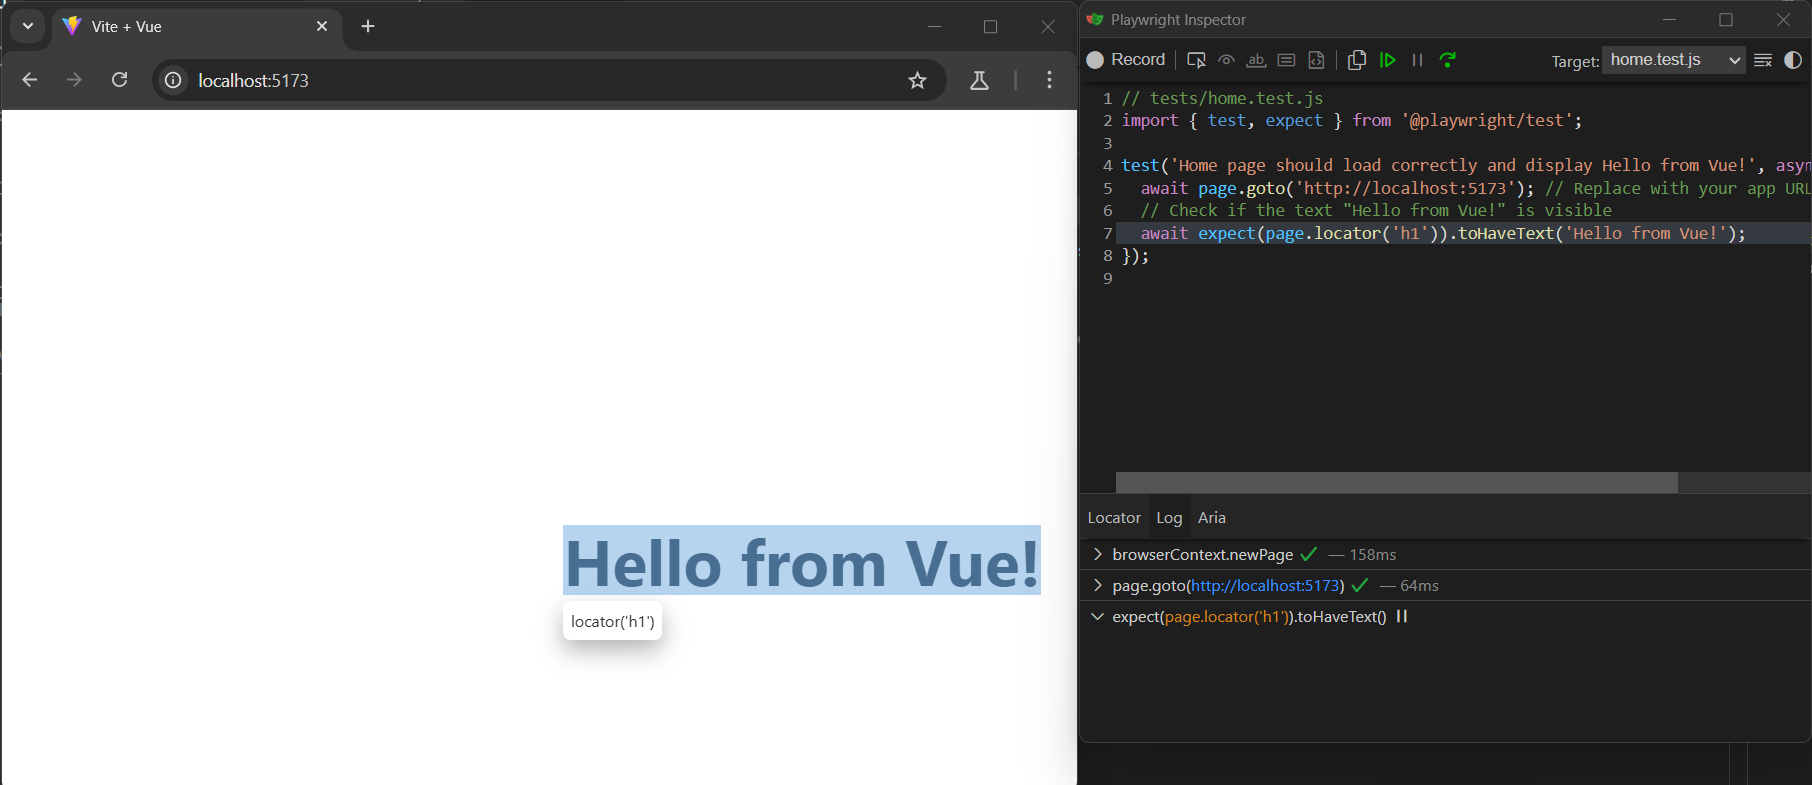 Vite + Vue
localhost:5173
Hello from Vue!
locator('h1')
Playwright Inspector
Record
Target: home.test.js
1 // tests/home.test.js
2 import { test, expect } from '@playwright/test';
3
4 test('Home page should load correctly and display Hello from Vue!', asyn
5 await page.goto('http://localhost:5173'); // Replace with your app URL
6 // Check if the text "Hello from Vue!" is visible
7 await expect(page.locator('h1')).toHaveText('Hello from Vue!');
8 });
9
Locator Log Aria
browserContext.newPage — 158ms
page.goto(http://localhost:5173) — 64ms
expect(page.locator('h1')).toHaveText()